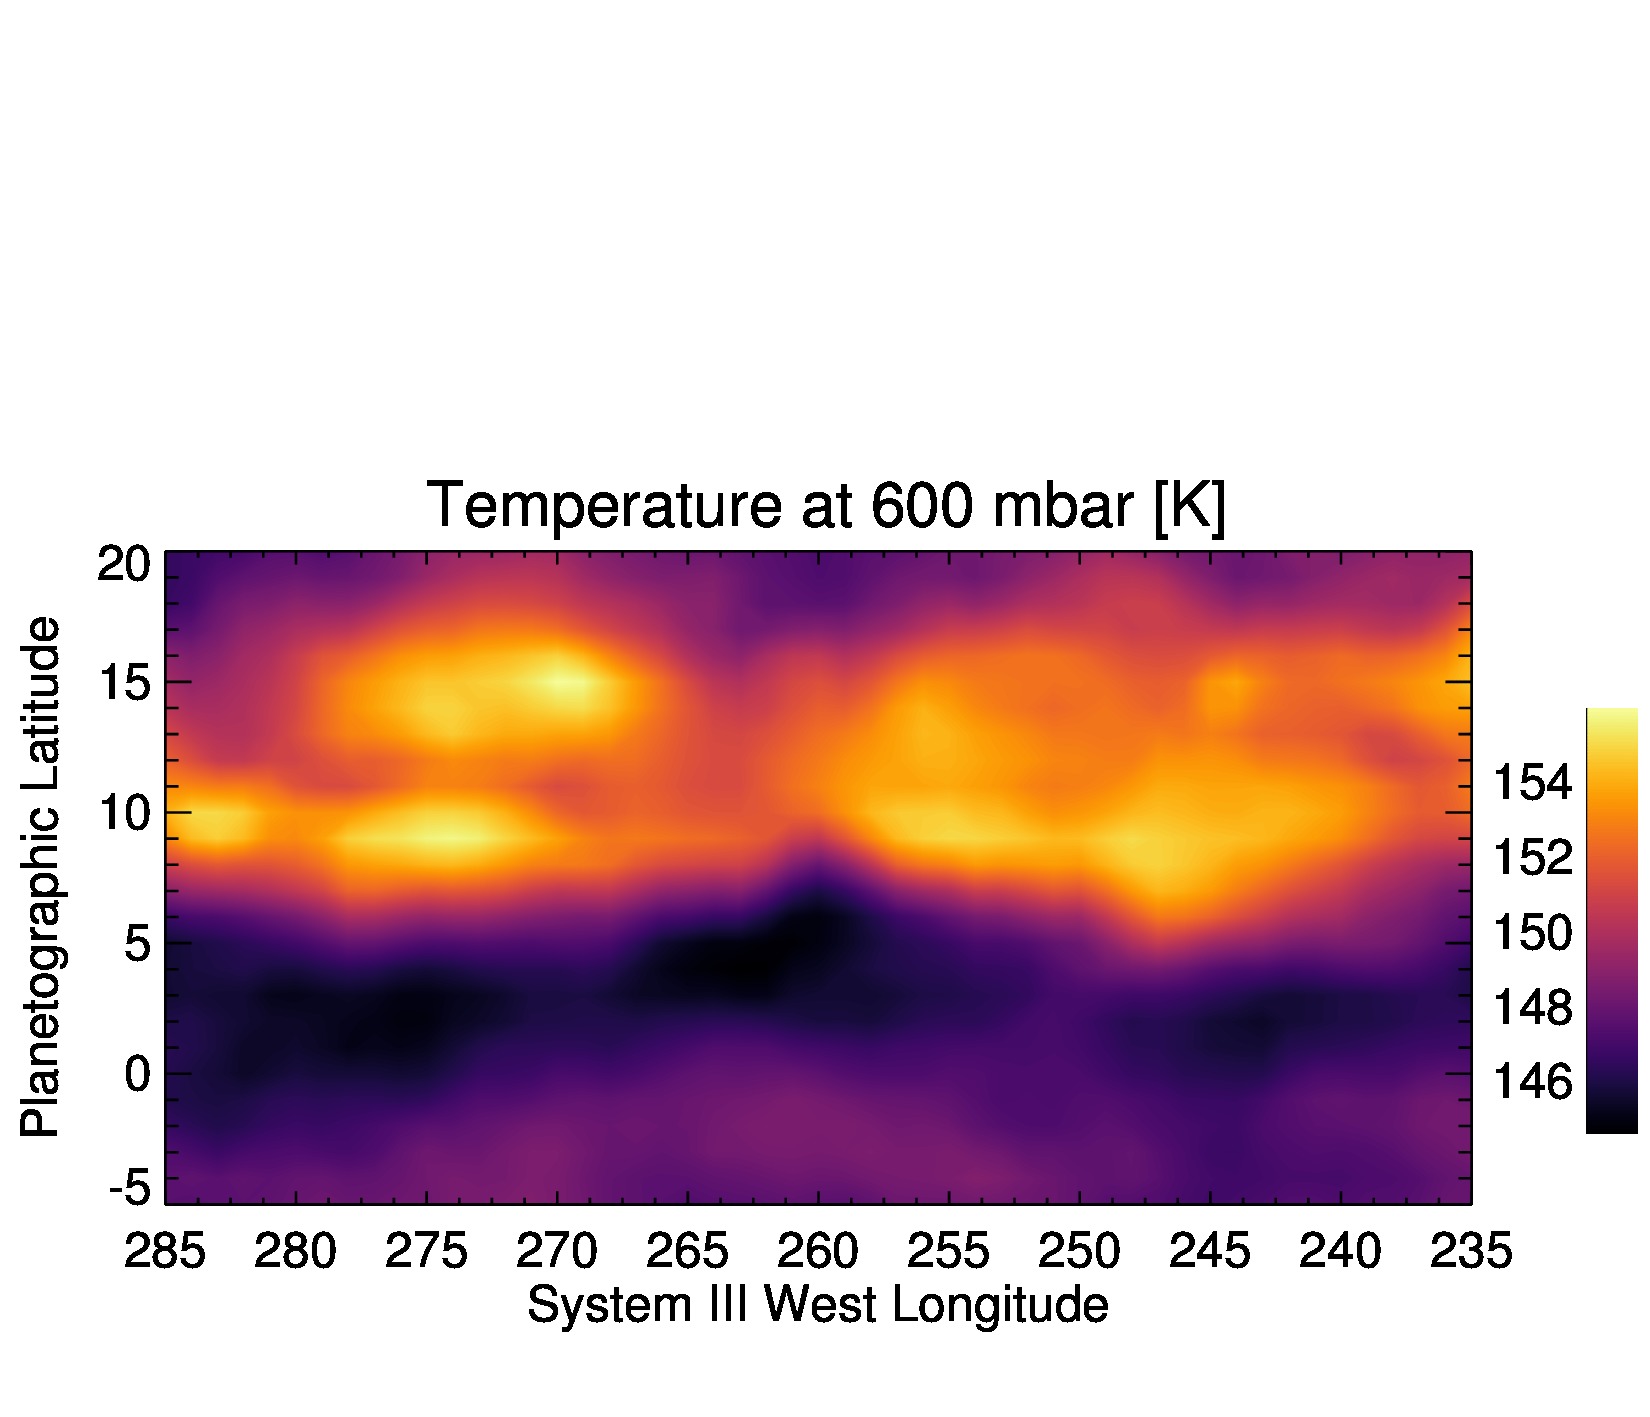 Temperature at 600 mbar [K]
20
15
10
5
0
-5
Planetographic Latitude
285 280 275 270 265 260 255 250 245 240 235
System III West Longitude
154
152
150
148
146